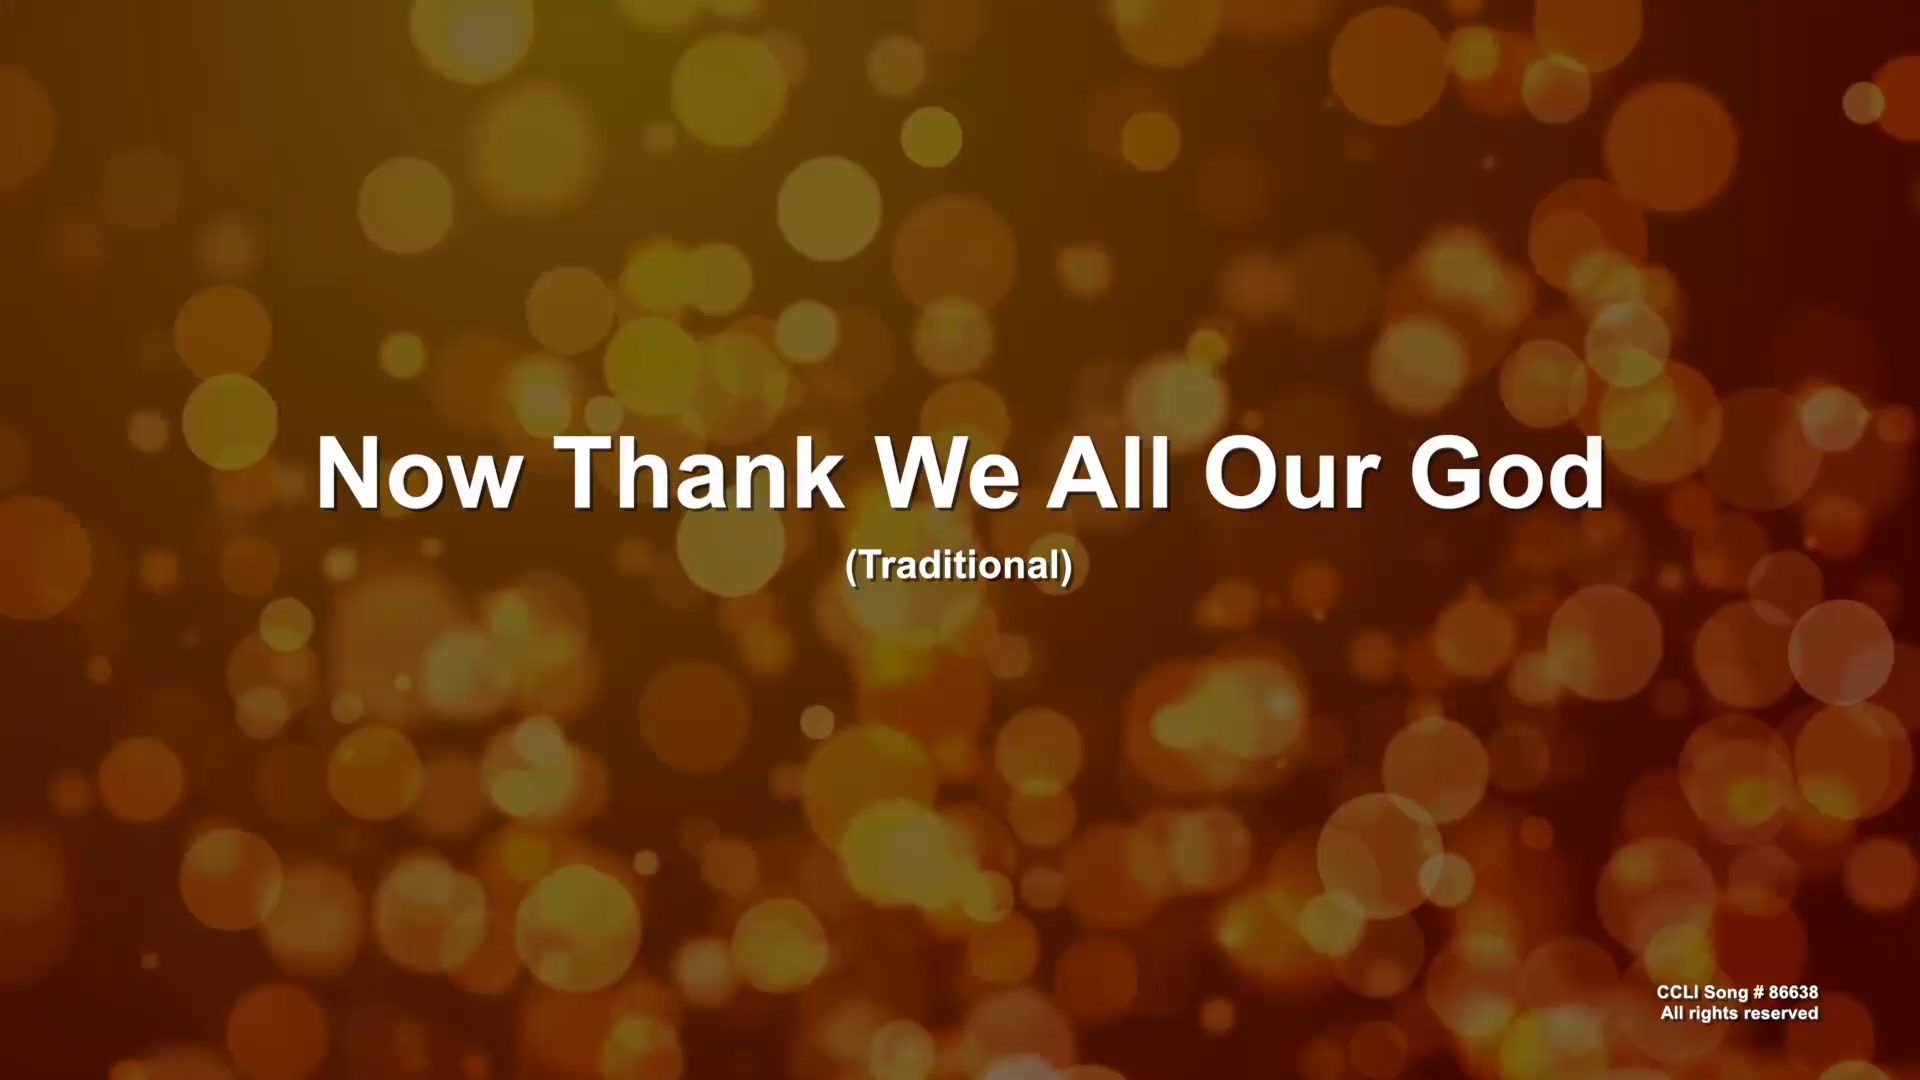 Now Thank We All Our God
(Traditional)
CCLI Song # 86638
All rights reserved